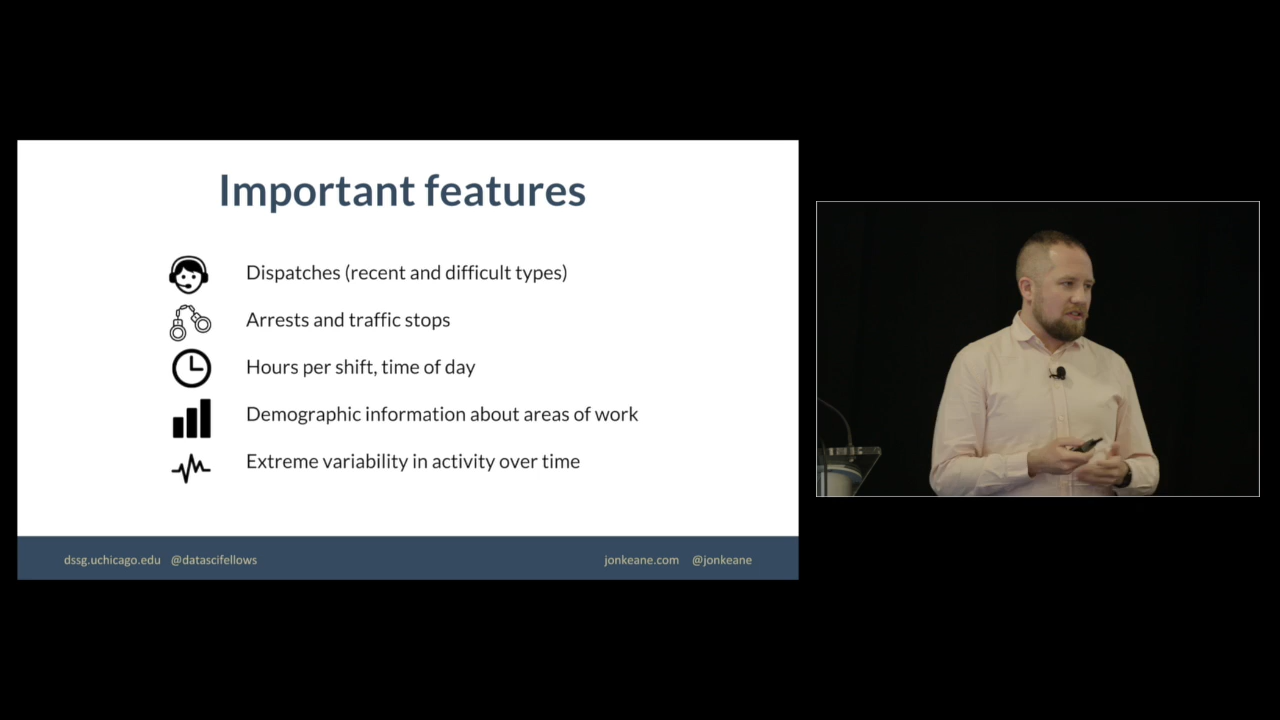 Important features
Dispatches (recent and difficult types)
Arrests and traffic stops
Hours per shift, time of day
Demographic information about areas of work
Extreme variability in activity over time
dssg.uchicago.edu @datascifellows
jonkeane.com @jonkeane